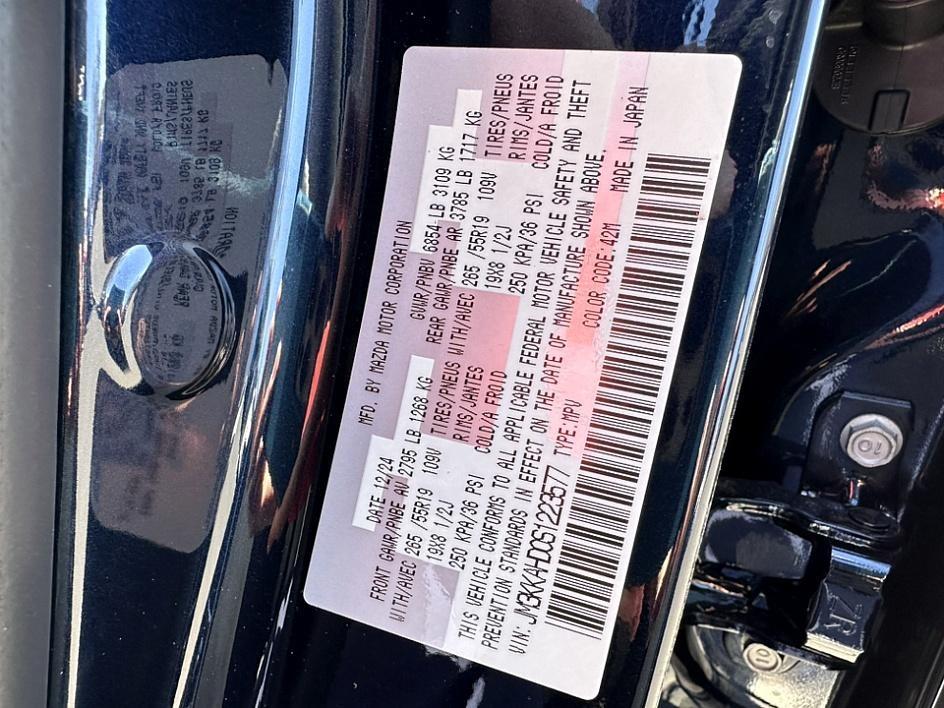 MFD. BY MAZDA MOTOR CORPORATION
DATE 12/24 GVWR/PNBV 6854 LB 3109 KG
FRONT GAWR/PNBE AV 2795 LB 1268 KG REAR GAWR/PNBE AR 3785 LB 1717 KG
WITH/AVEC 265 /55R19 109V TIRES/PNEUS WITH/AVEC 265 /55R19 109V TIRES/PNEUS
19X8 1/2J RIMS/JANTES 19X8 1/2J RIMS/JANTES
250 KPA/36 PSI COLD/A FROID 250 KPA/36 PSI COLD/A FROID
THIS VEHICLE CONFORMS TO ALL APPLICABLE FEDERAL MOTOR VEHICLE SAFETY AND THEFT
PREVENTION STANDARDS IN EFFECT ON THE DATE OF MANUFACTURE SHOWN ABOVE.
VIN: JM3KKAHD0S1223577 TYPE:MPV COLOR CODE:42M MADE IN JAPAN
10
10